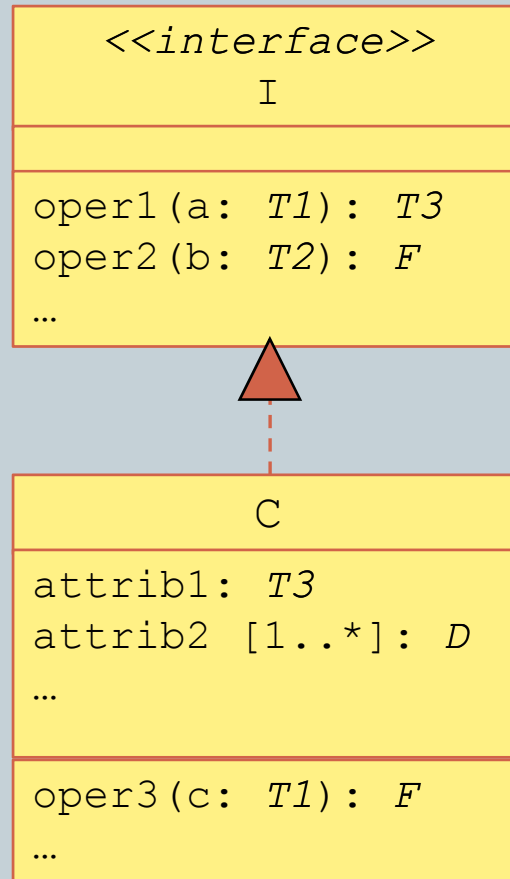 <<interface>>
I
oper1(a: T1): T3
oper2(b: T2): F
…
C
attrib1: T3
attrib2 [1..*]: D
…
oper3(c: T1): F
…